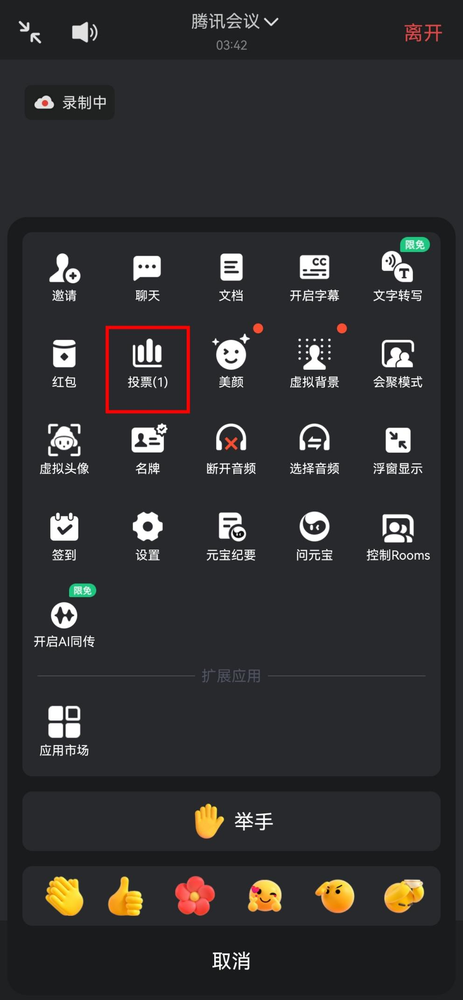 腾讯会议
03:42
离开
录制中
限免
邀请
聊天
CC
文档
开启字幕
T
文字转写
红包
投票(1)
美颜
虚拟背景
会聚模式
虚拟头像
名牌
断开音频
选择音频
浮窗显示
签到
设置
元宝纪要
问元宝
控制Rooms
限免
开启AI同传
扩展应用
应用市场
举手
取消